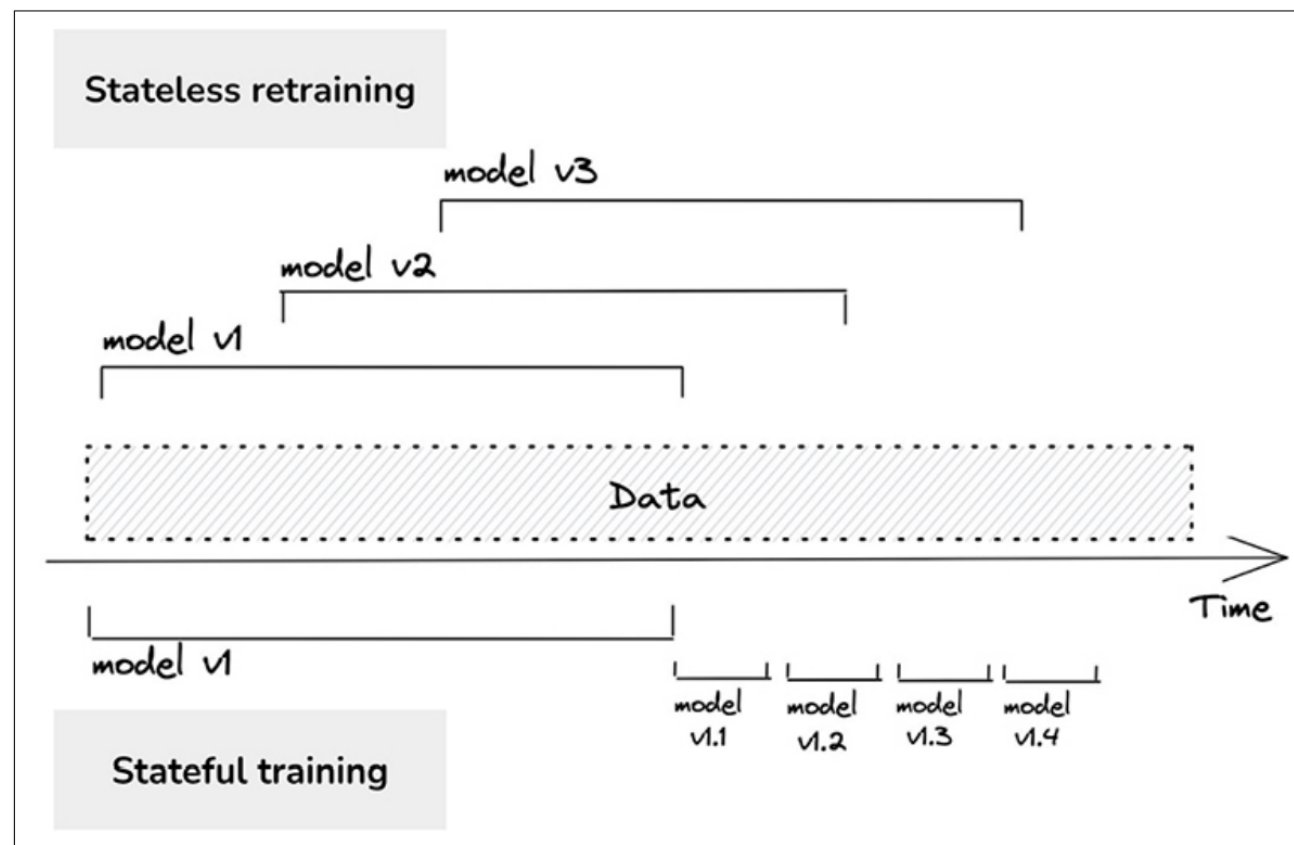 Stateless retraining
model v3
model v2
model v1
Data
Time
model v1
model
v1.1
model
v1.2
model
v1.3
model
v1.4
Stateful training